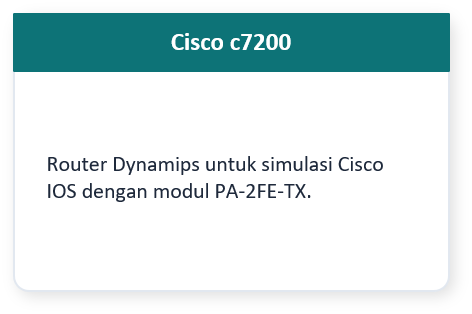 Cisco c7200
Router Dynamips untuk simulasi Cisco
IOS dengan modul PA-2FE-TX.